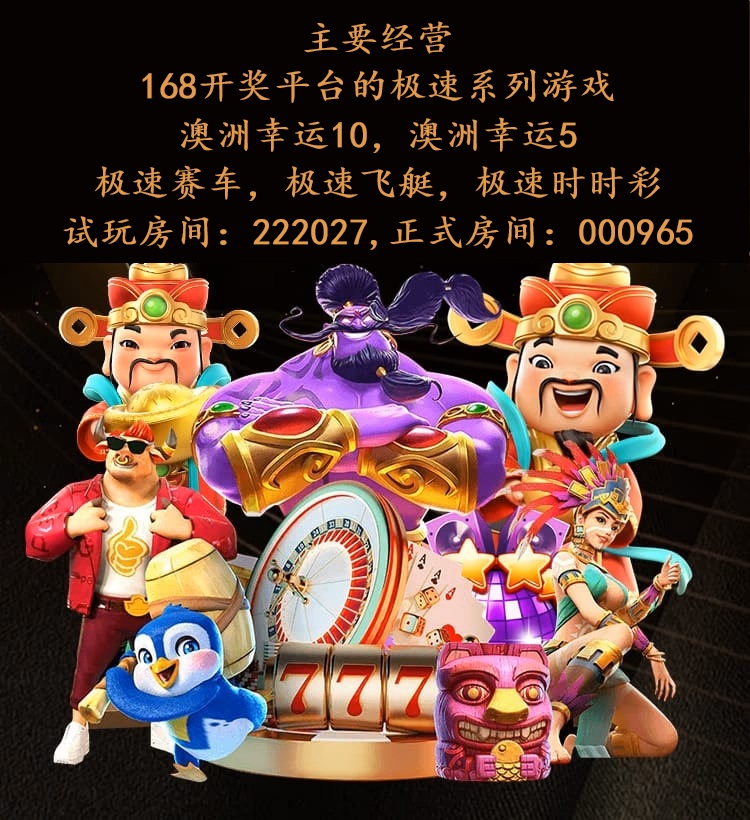 主要经营
168开奖平台的极速系列游戏
澳洲幸运10，澳洲幸运5
极速赛车，极速飞艇，极速时时彩
试玩房间：222027,正式房间：000965
777